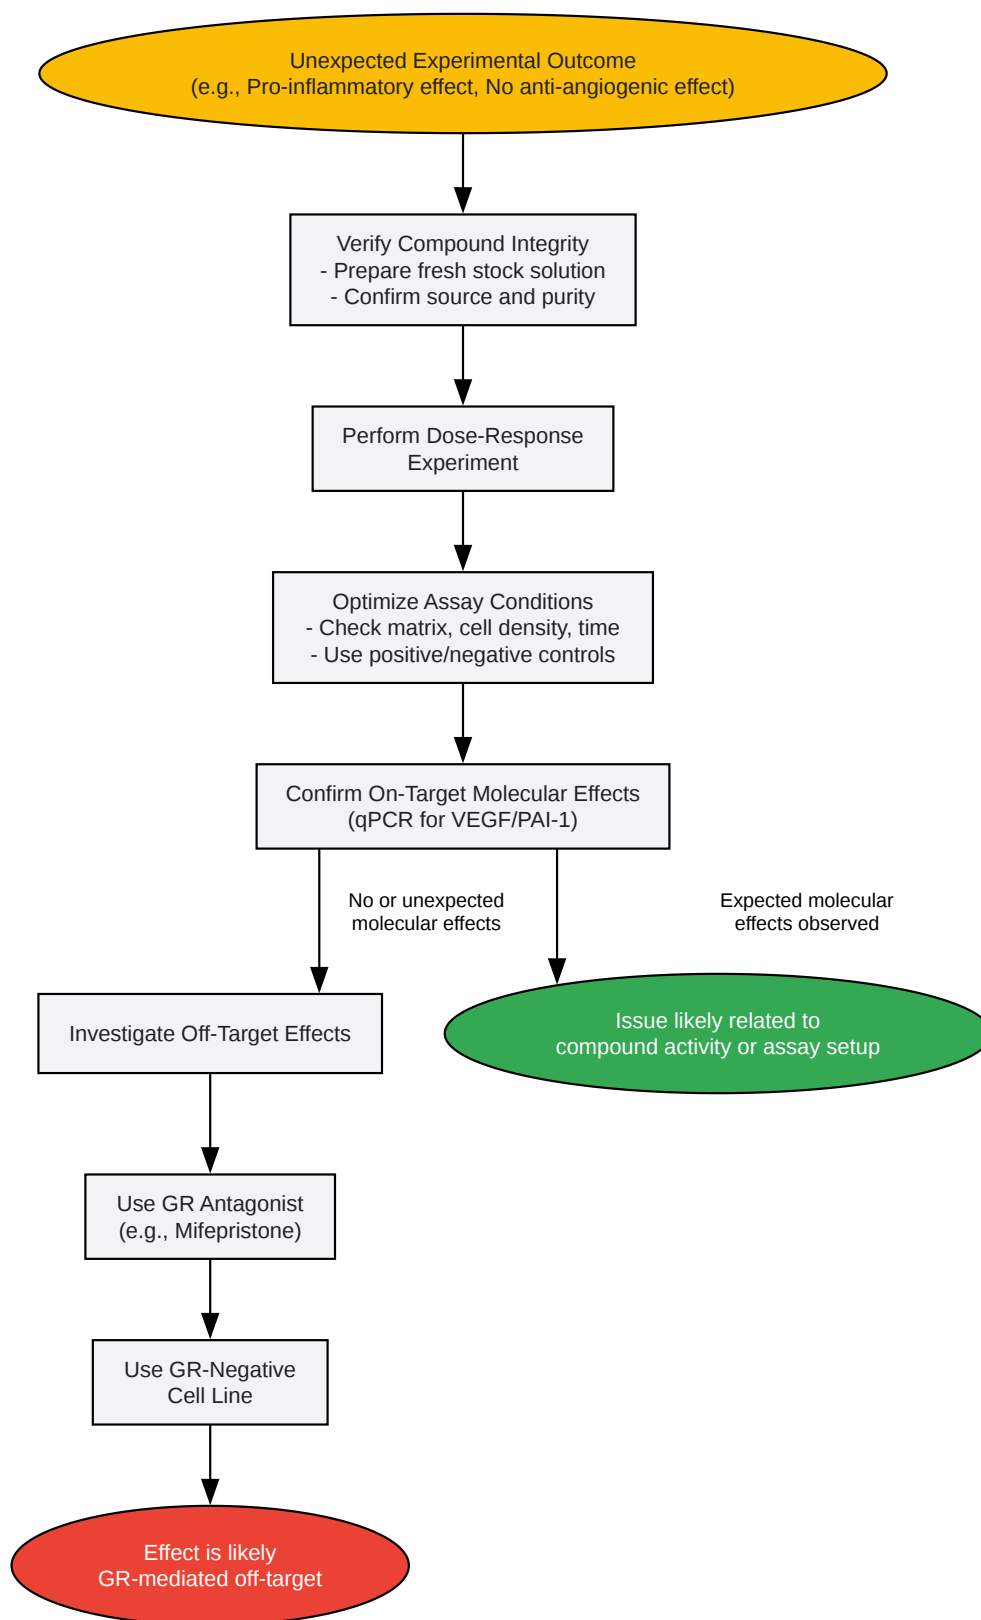 Unexpected Experimental Outcome
(e.g., Pro-inflammatory effect, No anti-angiogenic effect)
Verify Compound Integrity
- Prepare fresh stock solution
- Confirm source and purity
Perform Dose-Response
Experiment
Optimize Assay Conditions
- Check matrix, cell density, time
- Use positive/negative controls
Confirm On-Target Molecular Effects
(qPCR for VEGF/PAI-1)
No or unexpected
molecular effects
Expected molecular
effects observed
Investigate Off-Target Effects
Issue likely related to
compound activity or assay setup
Use GR Antagonist
(e.g., Mifepristone)
Use GR-Negative
Cell Line
Effect is likely
GR-mediated off-target